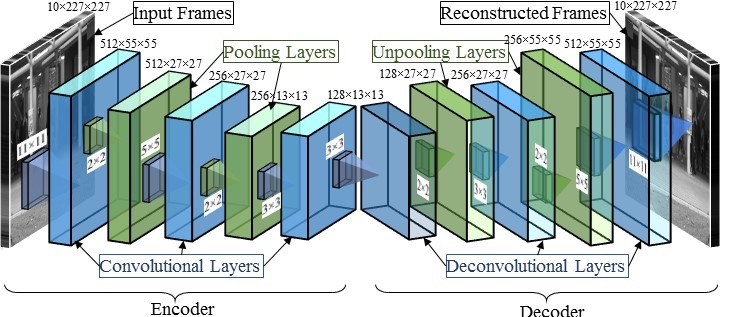 10×227×227
Input Frames
Reconstructed Frames
10×227×227
512×55×55
Pooling Layers
Unpooling Layers
256×55×55
512×55×55
512×27×27
256×27×27
256×13×13
128×13×13
128×27×27
256×27×27
11×11
2×2
5×5
2×2
3×3
3×3
2×2
3×3
2×2
5×5
11×11
Convolutional Layers
Deconvolutional Layers
Encoder
Decoder